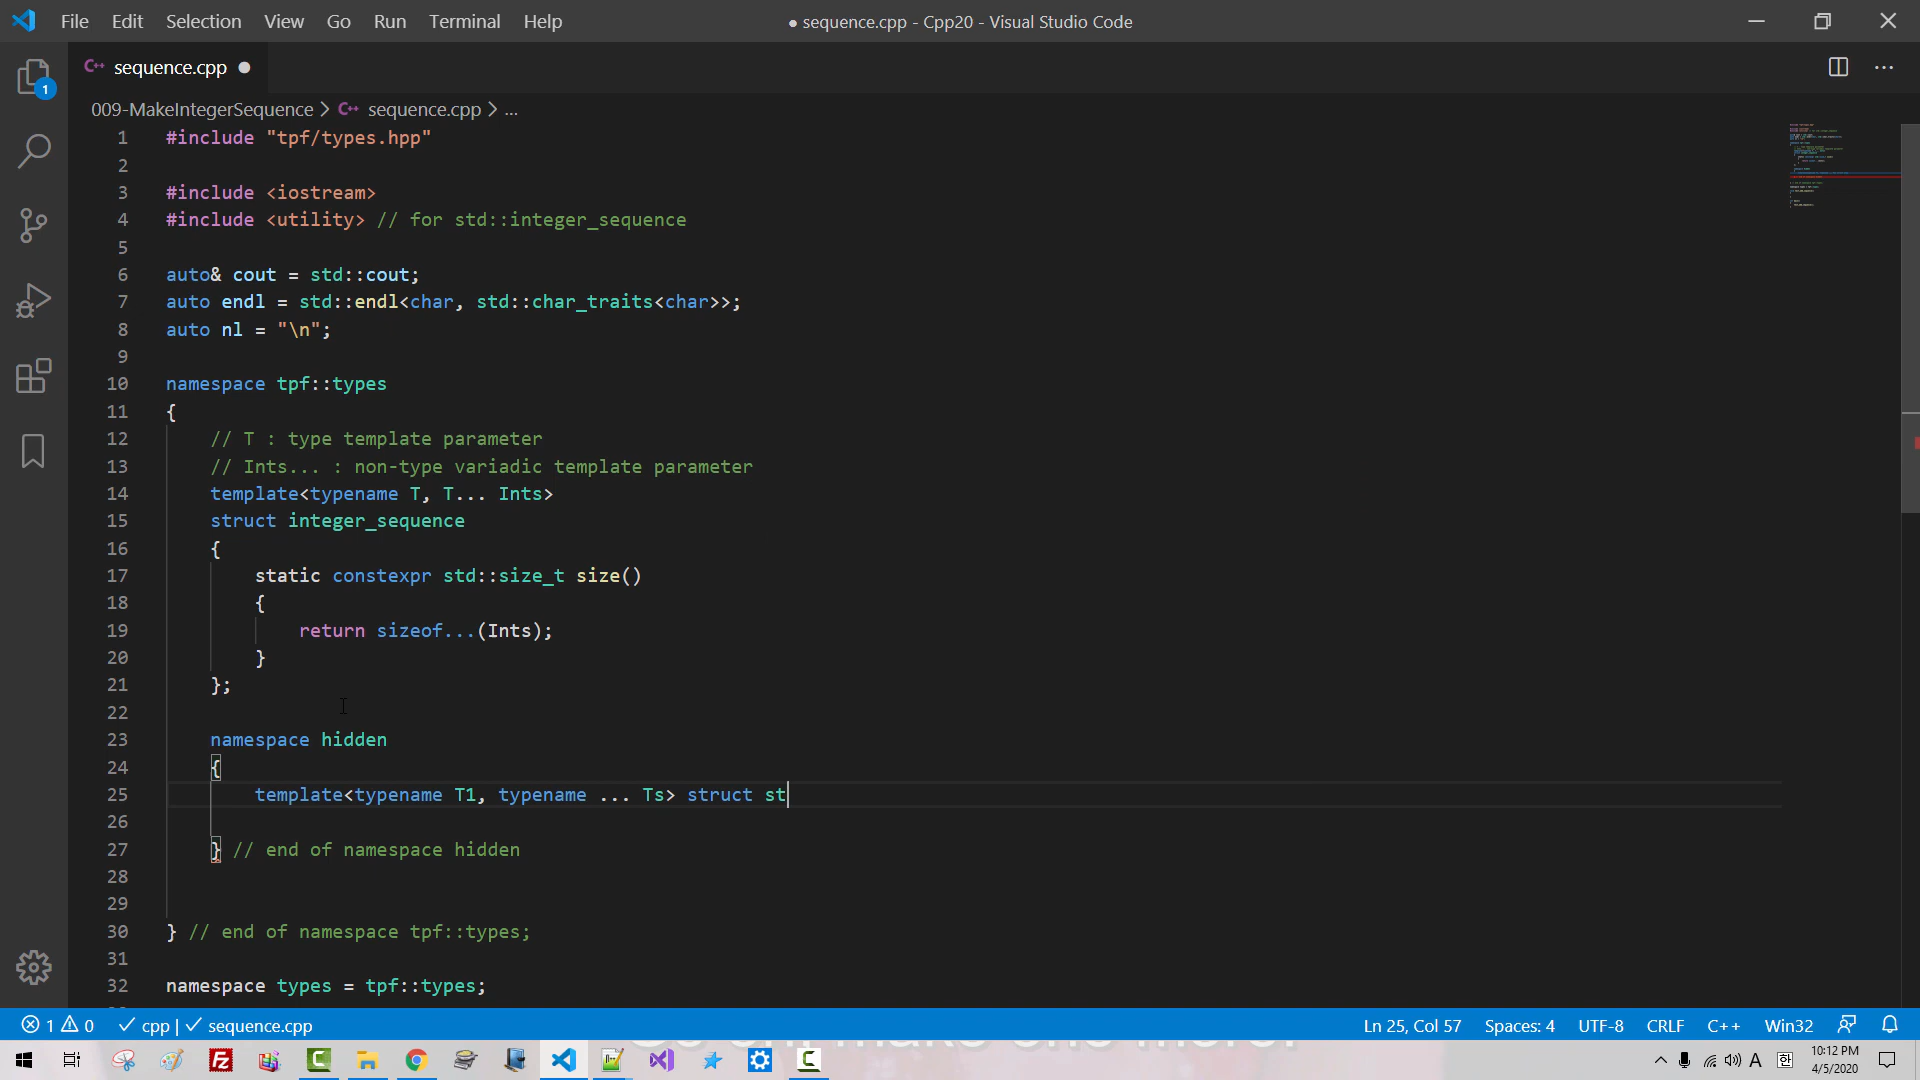 File Edit Selection View Go Run Terminal Help
● sequence.cpp - Cpp20 - Visual Studio Code
C++ sequence.cpp ●
009-MakeIntegerSequence > C++ sequence.cpp > ...
1 #include "tpf/types.hpp"
2
3 #include <iostream>
4 #include <utility> // for std::integer_sequence
5
6 auto& cout = std::cout;
7 auto endl = std::endl<char, std::char_traits<char>>;
8 auto nl = "\n";
9
10 namespace tpf::types
11 {
12 // T : type template parameter
13 // Ints... : non-type variadic template parameter
14 template<typename T, T... Ints>
15 struct integer_sequence
16 {
17 static constexpr std::size_t size()
18 {
19 return sizeof...(Ints);
20 }
21 };
22
23 namespace hidden
24 {
25 template<typename T1, typename ... Ts> struct st
26
27 } // end of namespace hidden
28
29
30 } // end of namespace tpf::types;
31
32 namespace types = tpf::types;
1
1 0 cpp | sequence.cpp
Ln 25, Col 57 Spaces: 4 UTF-8 CRLF C++ Win32
A 한 10:12 PM
4/5/2020